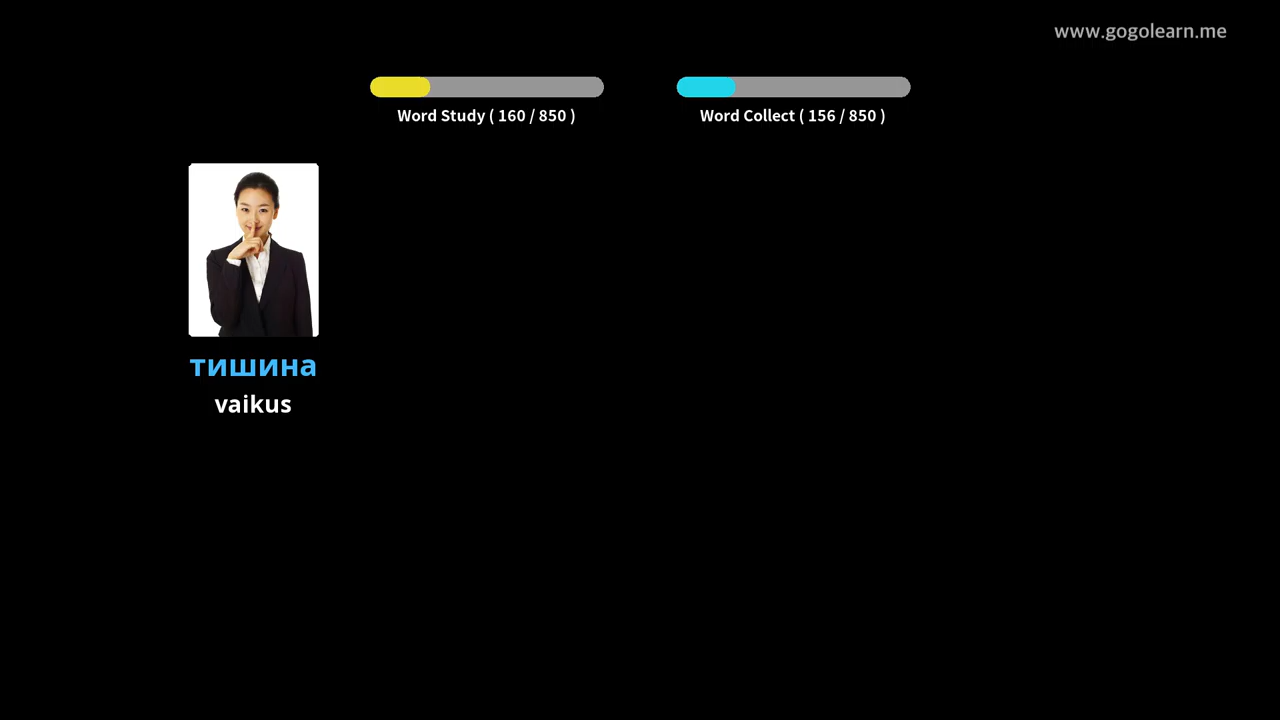 www.gogolearn.me
Word Study ( 160 / 850 )
Word Collect ( 156 / 850 )
тишина
vaikus